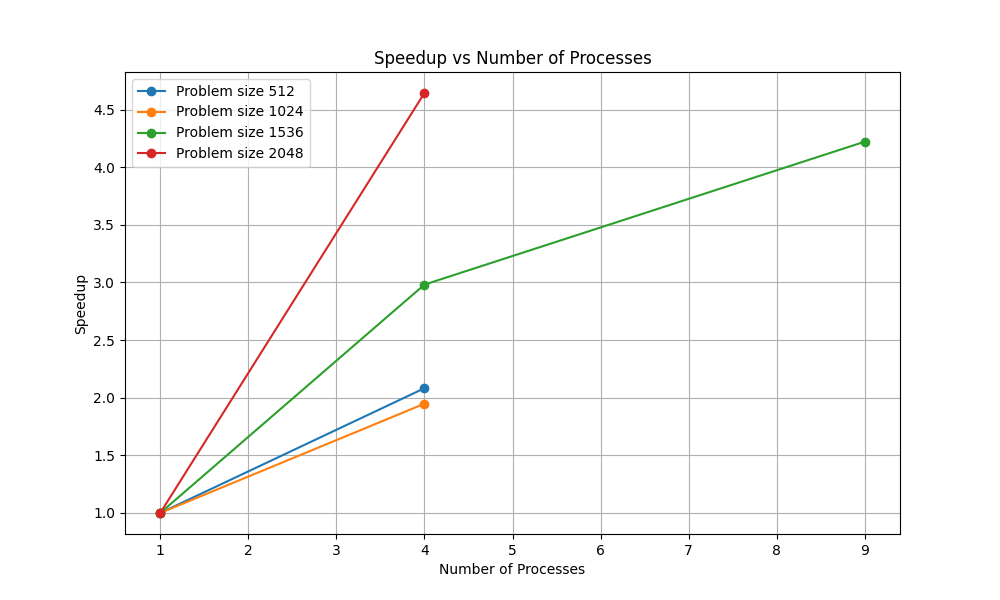 Speedup vs Number of Processes
Problem size 512
Problem size 1024
Problem size 1536
Problem size 2048
Speedup
4.5
4.0
3.5
3.0
2.5
2.0
1.5
1.0
1 2 3 4 5 6 7 8 9
Number of Processes